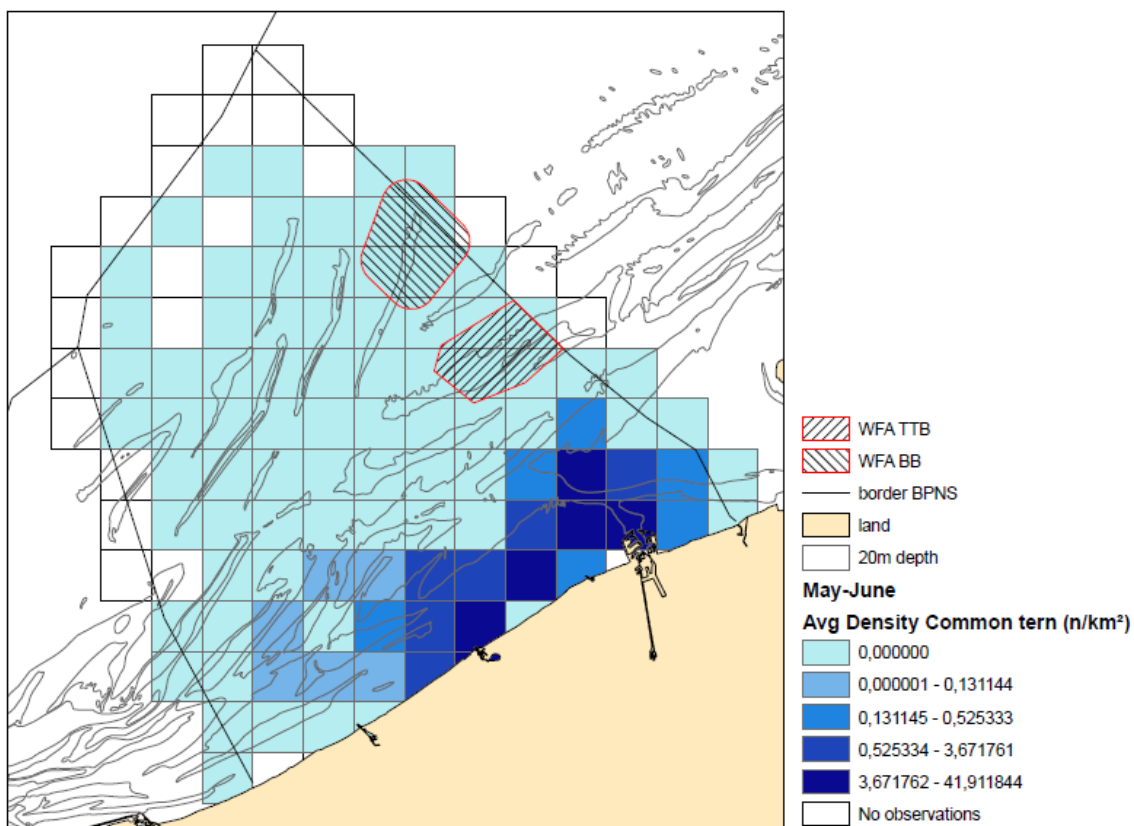 WFA TTB
WFA BB
border BPNS
land
20m depth
May-June
Avg Density Common tern (n/km²)
0,000000
0,000001 - 0,131144
0,131145 - 0,525333
0,525334 - 3,671761
3,671762 - 41,911844
No observations